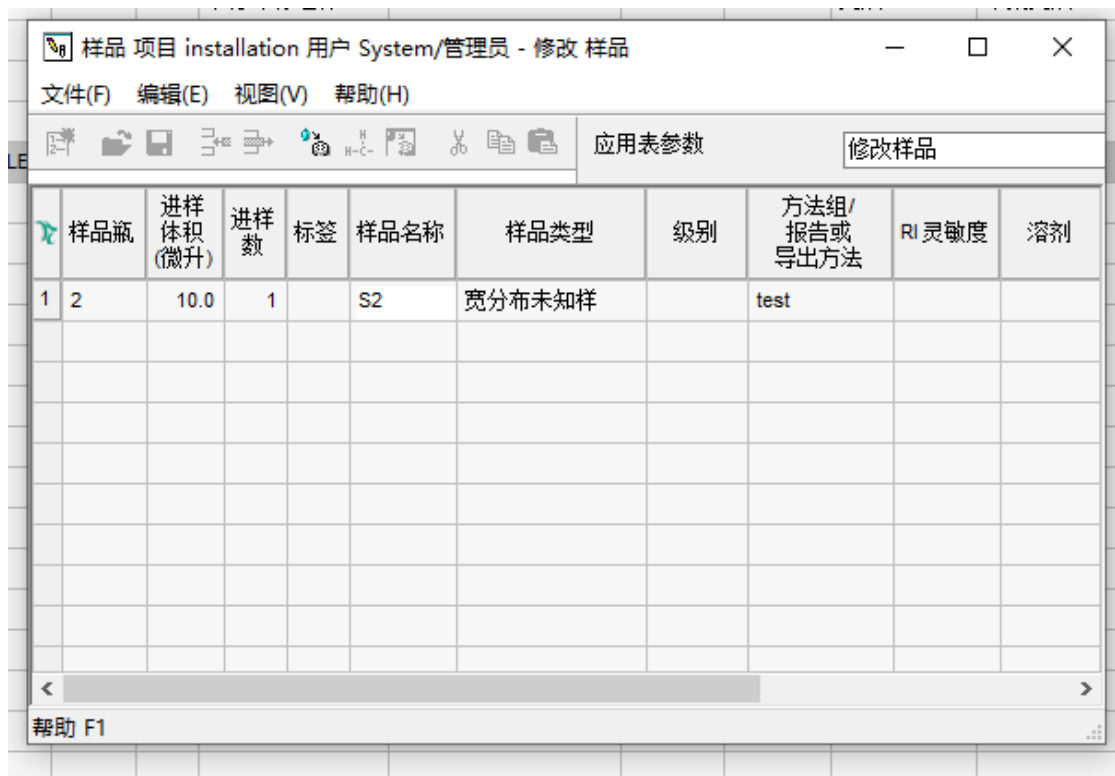 样品 项目 installation 用户 System/管理员 - 修改 样品
文件(F) 编辑(E) 视图(V) 帮助(H)
应用表参数 修改样品
LE
样品瓶 进样体积(微升) 进样数 标签 样品名称 样品类型 级别 方法组/报告或导出方法 RI 灵敏度 溶剂
1 2 10.0 1 S2 宽分布未知样 test
帮助 F1